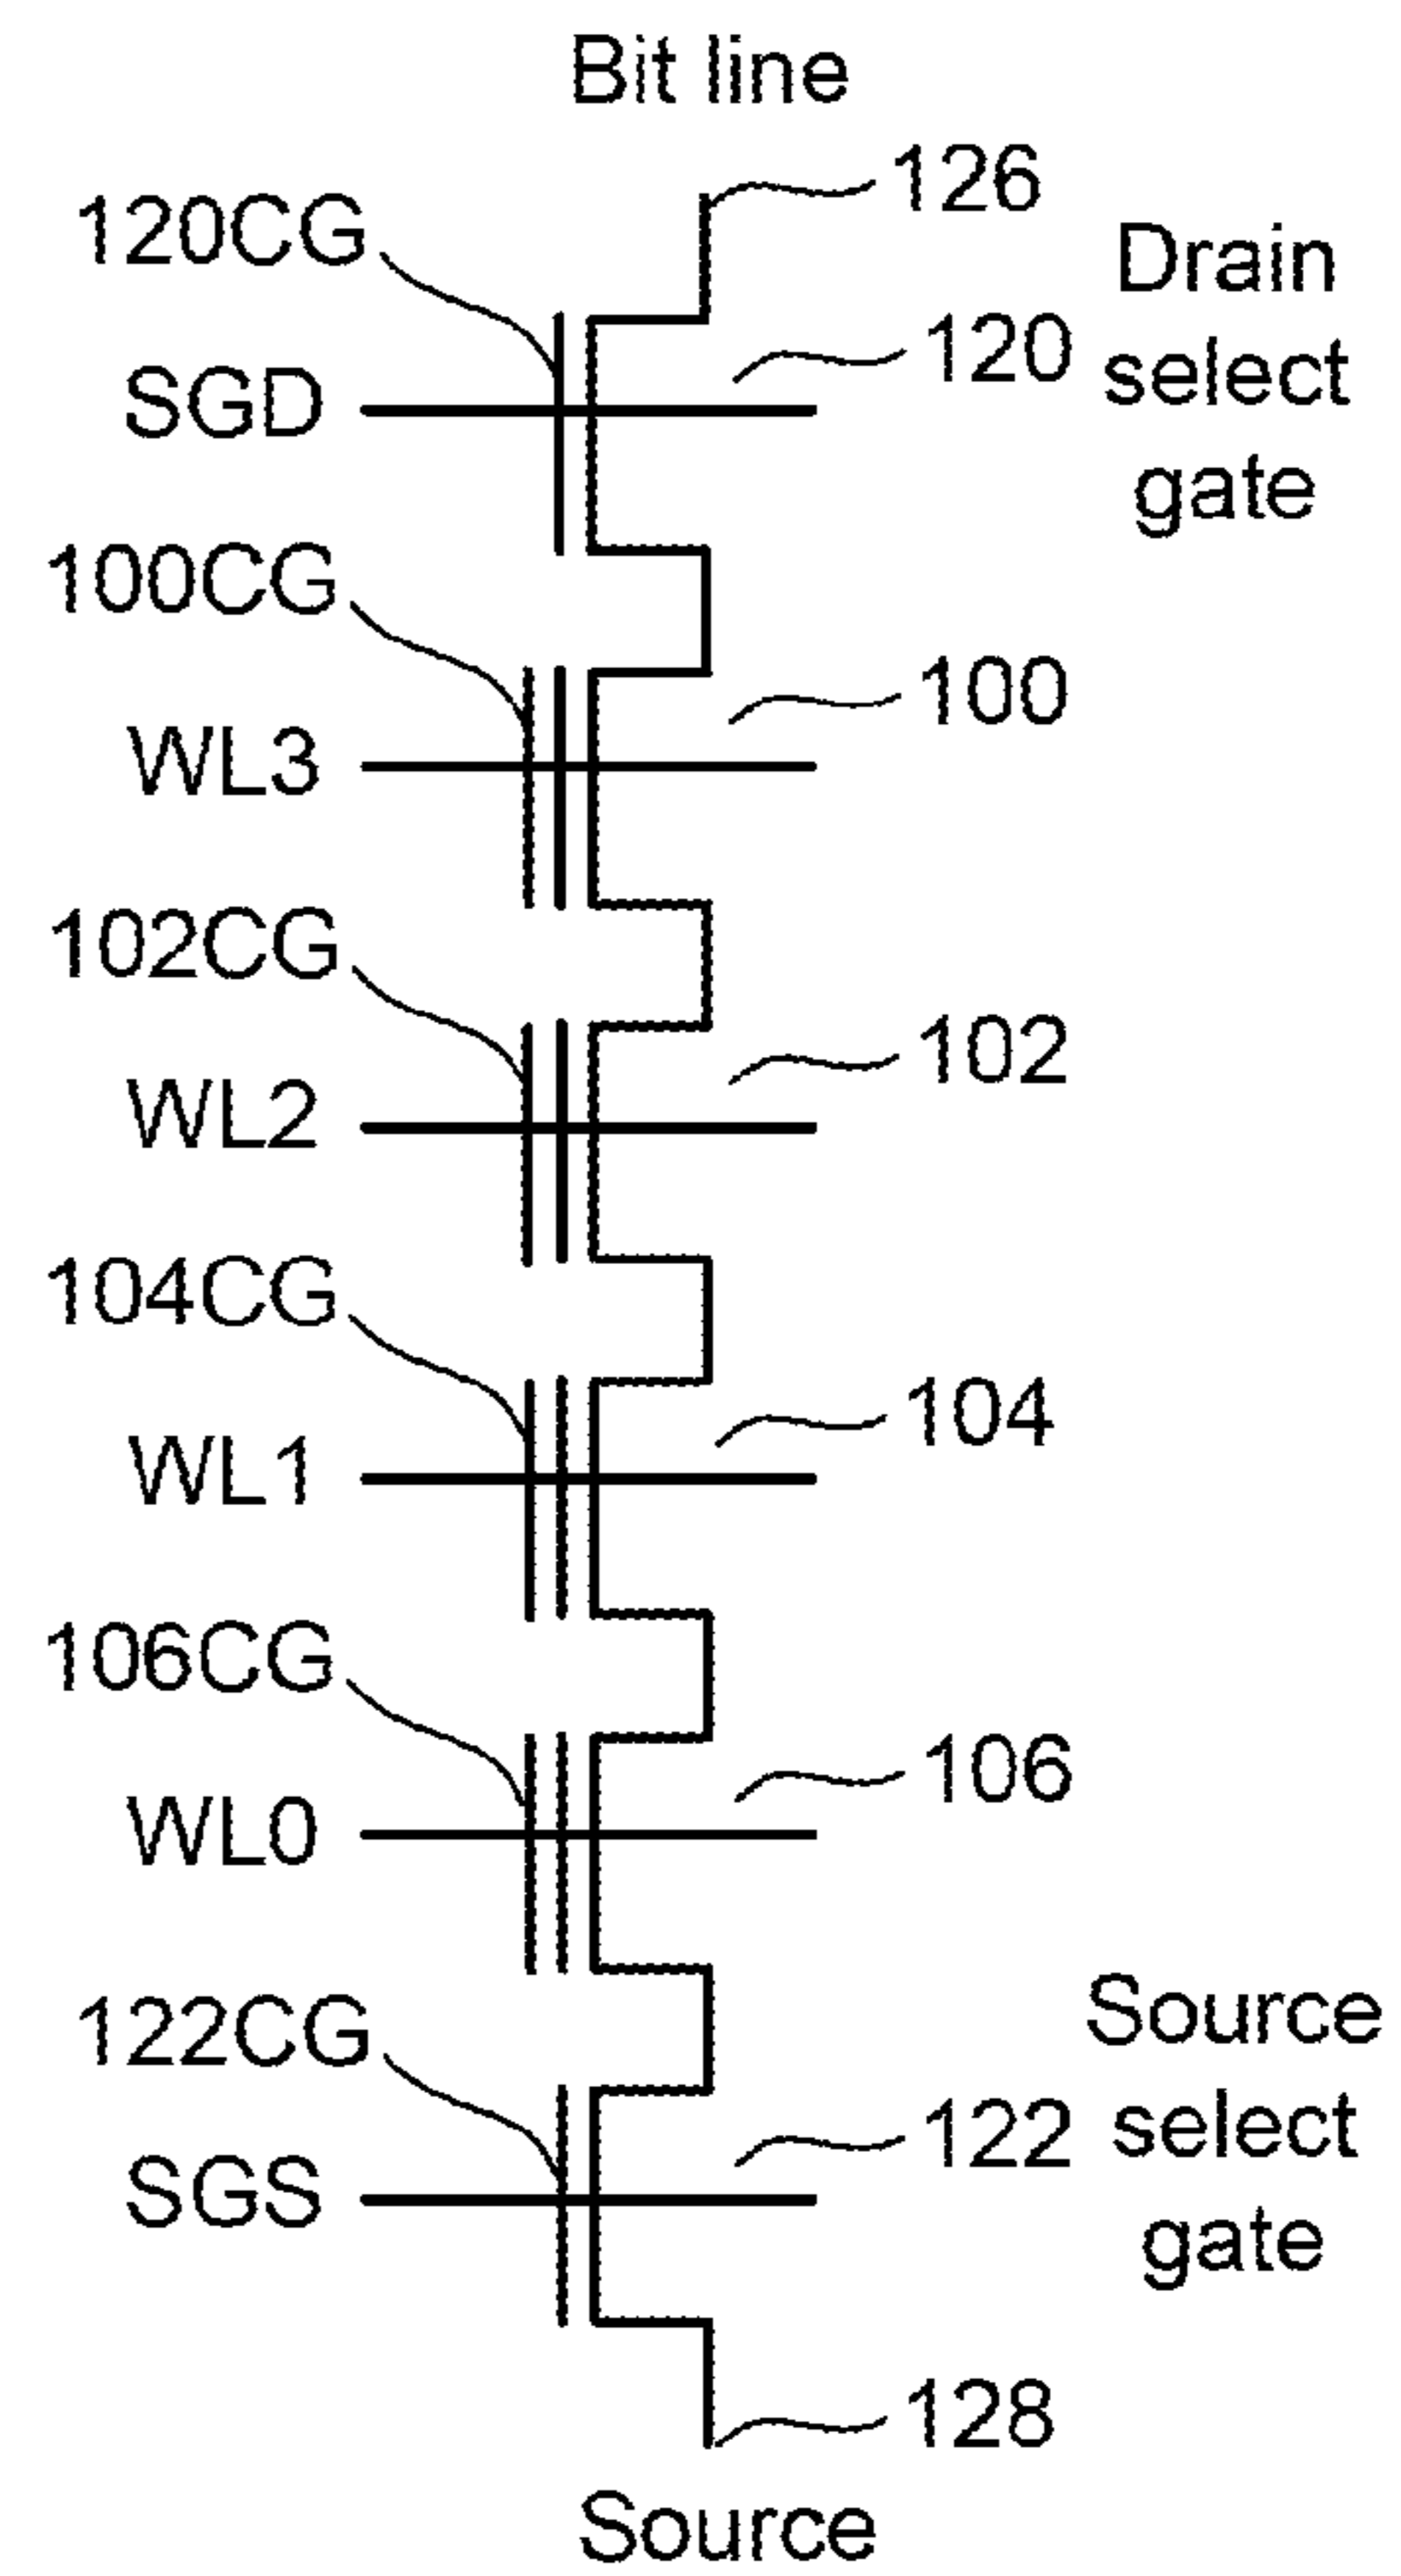 Bit line
126
120CG
Drain
select
gate
120
SGD
100CG
100
WL3
102CG
102
WL2
104CG
104
WL1
106CG
106
WL0
122CG
Source
select
gate
122
SGS
128
Source